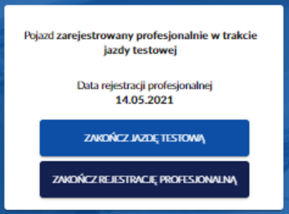 Pojazd zarejestrowany profesjonalnie w trakcie
jazdy testowej
Data rejestracji profesjonalnej
14.05.2021
ZAKOŃCZ JAZDĘ TESTOWĄ
ZAKOŃCZ REJESTRACJĘ PROFESJONALNĄ